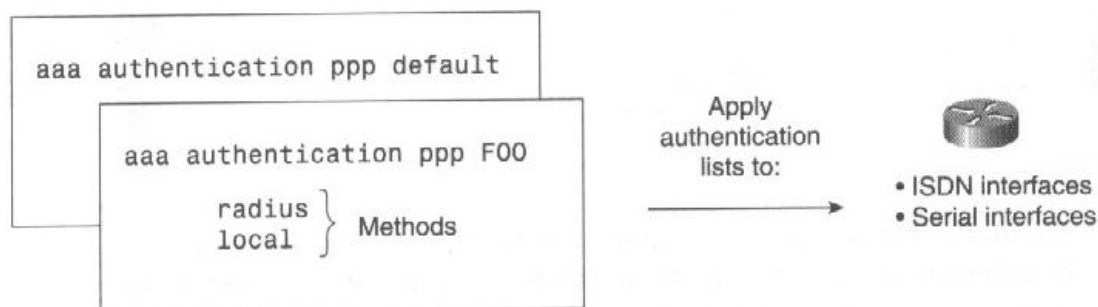 aaa authentication ppp default
aaa authentication ppp FOO
radius
local
Methods
Apply
authentication
lists to:
• ISDN interfaces
• Serial interfaces